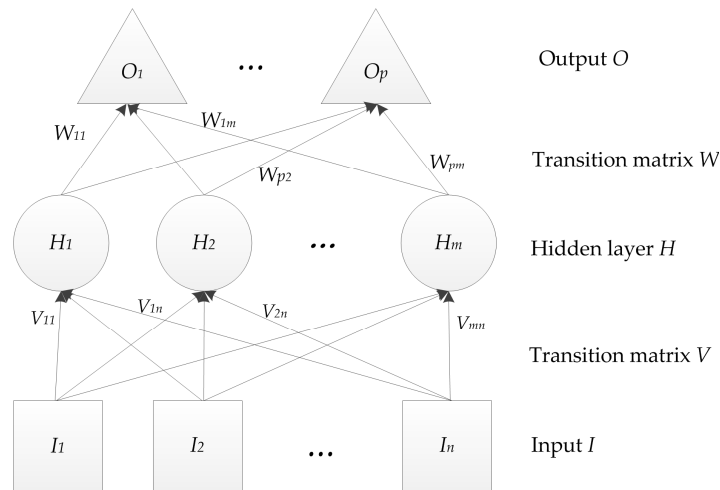 O1 ... Op Output O
W11 W1m Wp2 Wpm Transition matrix W
H1 H2 ... Hm Hidden layer H
V11 V1n V2n Vmn Transition matrix V
I1 I2 ... In Input I